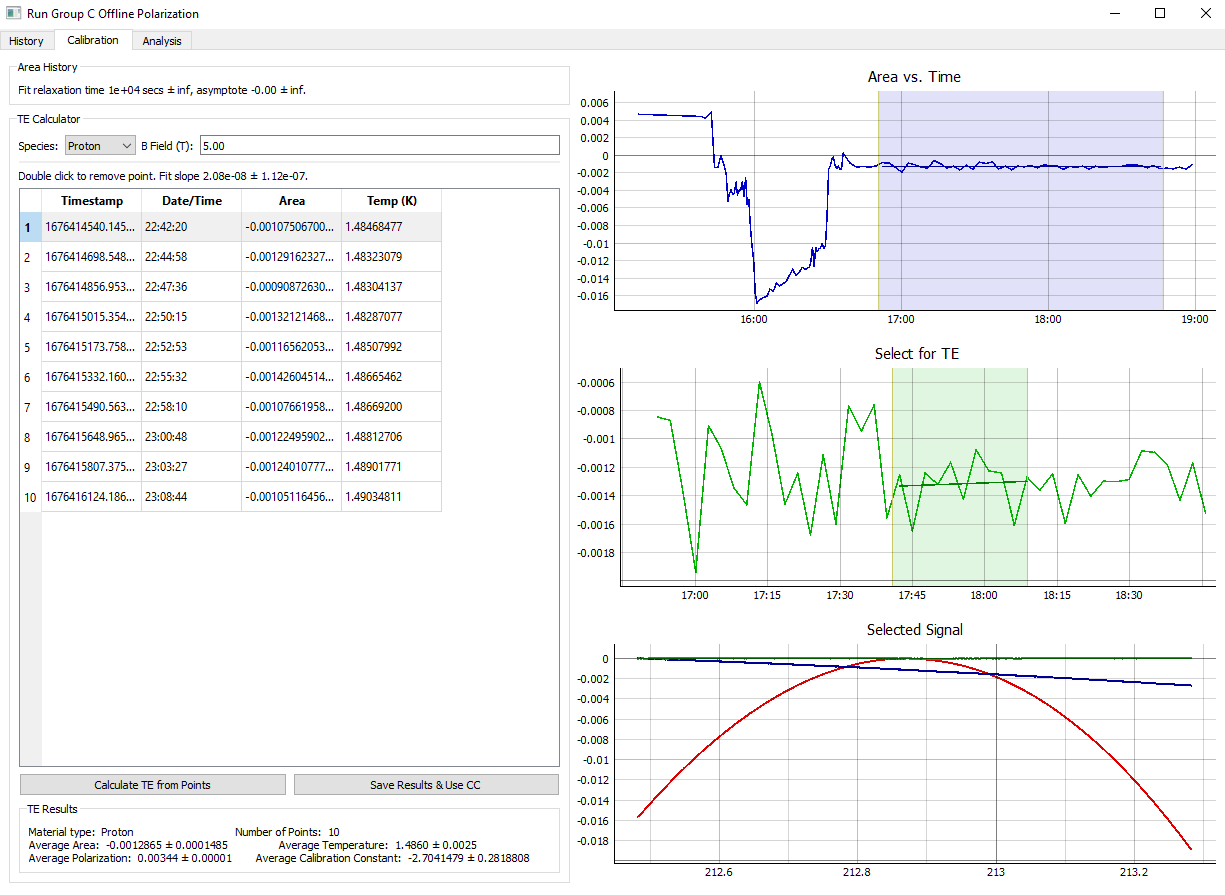 Run Group C Offline Polarization
History Calibration Analysis
Area History
Fit relaxation time 1e+04 secs ± inf, asymptote -0.00 ± inf.
TE Calculator
Species: Proton B Field (T): 5.00
Double click to remove point. Fit slope 2.08e-08 ± 1.12e-07.
Timestamp Date/Time Area Temp (K)
1 1676414540.145... 22:42:20 -0.00107506700... 1.48468477
2 1676414698.548... 22:44:58 -0.00129162327... 1.48323079
3 1676414856.953... 22:47:36 -0.00090872630... 1.48304137
4 1676415015.354... 22:50:15 -0.00132121468... 1.48287077
5 1676415173.758... 22:52:53 -0.00116562053... 1.48507992
6 1676415332.160... 22:55:32 -0.00142604514... 1.48665462
7 1676415490.563... 22:58:10 -0.00107661958... 1.48669200
8 1676415648.965... 23:00:48 -0.00122495902... 1.48812706
9 1676415807.375... 23:03:27 -0.00124010777... 1.48901771
10 1676416124.186... 23:08:44 -0.00105116456... 1.49034811
Calculate TE from Points Save Results & Use CC
TE Results
Material type: Proton Number of Points: 10
Average Area: -0.0012865 ± 0.0001485 Average Temperature: 1.4860 ± 0.0025
Average Polarization: 0.00344 ± 0.00001 Average Calibration Constant: -2.7041479 ± 0.2818808
Area vs. Time
0.006
0.004
0.002
0
-0.002
-0.004
-0.006
-0.008
-0.01
-0.012
-0.014
-0.016
16:00 17:00 18:00 19:00
Select for TE
-0.0006
-0.0008
-0.001
-0.0012
-0.0014
-0.0016
-0.0018
17:00 17:15 17:30 17:45 18:00 18:15 18:30
Selected Signal
0
-0.002
-0.004
-0.006
-0.008
-0.01
-0.012
-0.014
-0.016
-0.018
212.6 212.8 213 213.2